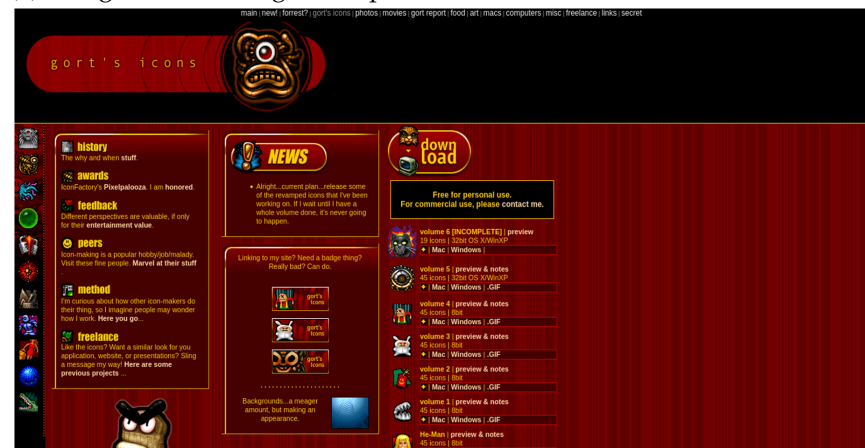 main | new! | forrest? | gort's icons | photos | movies | gort report | food | art | macs | computers | misc | freelance | links | secret
gort's icons
history
The why and when stuff.
awards
IconFactory's Pixelpalooza. I am honored.
feedback
Different perspectives are valuable, if only
for their entertainment value.
peers
Icon-making is a popular hobby/job/malady.
Visit these fine people. Marvel at their stuff
.
method
I'm curious about how other icon-makers do
their thing, so I imagine people may wonder
how I work. Here you go...
freelance
Like the icons? Want a similar look for you
application, website, or presentations? Sling
a message my way! Here are some
previous projects ...
NEWS
Alright...current plan...release some
of the revamped icons that I've been
working on. If I wait until I have a
whole volume done, it's never going
to happen.
Linking to my site? Need a badge thing?
Really bad? Can do.
gort's
Icons
gort's
Icons
gort's
Icons
Backgrounds...a meager
amount, but making an
appearance.
down
load
Free for personal use.
For commercial use, please contact me.
volume 6 [INCOMPLETE] | preview
19 icons | 32bit OS X/WinXP
| Mac | Windows |
volume 5 | preview & notes
45 icons | 32bit OS X/WinXP
| Mac | Windows | .GIF
volume 4 | preview & notes
45 icons | 8bit
| Mac | Windows | .GIF
volume 3 | preview & notes
45 icons | 8bit
| Mac | Windows | .GIF
volume 2 | preview & notes
45 icons | 8bit
| Mac | Windows | .GIF
volume 1 | preview & notes
45 icons | 8bit
| Mac | Windows | .GIF
He-Man | preview & notes
45 icons | 8bit